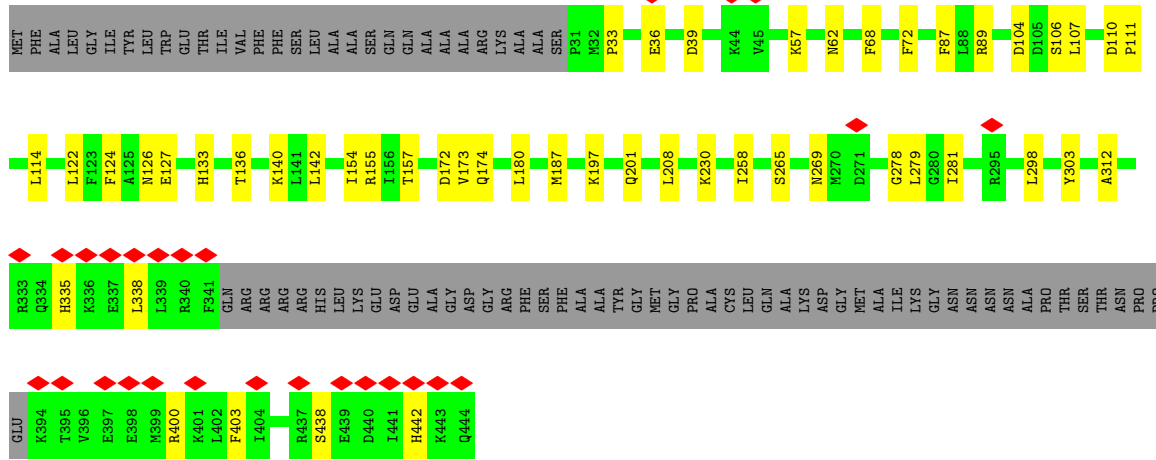 MET PHE ALA LEU GLY ILE TYR LEU TRP GLU THR ILE VAL PHE PHE SER LEU ALA ALA SER GLN GLN ALA ALA ALA ARG LYS ALA ALA SER P31 M32 P33 E36 D39 K44 V45 K57 N62 F68 F72 F87 L88 R89 D104 D105 S106 L107 D110 P111
L114 L122 F123 F124 A125 N126 E127 H133 T136 K140 L141 L142 I154 R155 I156 T157 D172 V173 Q174 L180 M187 K197 Q201 L208 K230 I258 S265 N269 M270 D271 G278 L279 G280 I281 R295 L298 Y303 A312
R333 Q334 H335 K336 E337 L338 L339 R340 F341 GLN ARG ARG ARG ARG HIS LEU LYS GLU ASP GLU ALA GLY ASP GLY ARG PHE SER PHE ALA ALA TYR GLY MET GLY PRO ALA CYS LEU GLN ALA LYS ASP GLY MET ALA ILE LYS GLY ASN ASN ASN ASN ALA PRO THR SER THR ASN PRO PRO
GLU K394 T395 V396 E397 E398 M399 R400 K401 L402 F403 I404 R437 S438 E439 D440 I441 H442 K443 Q444